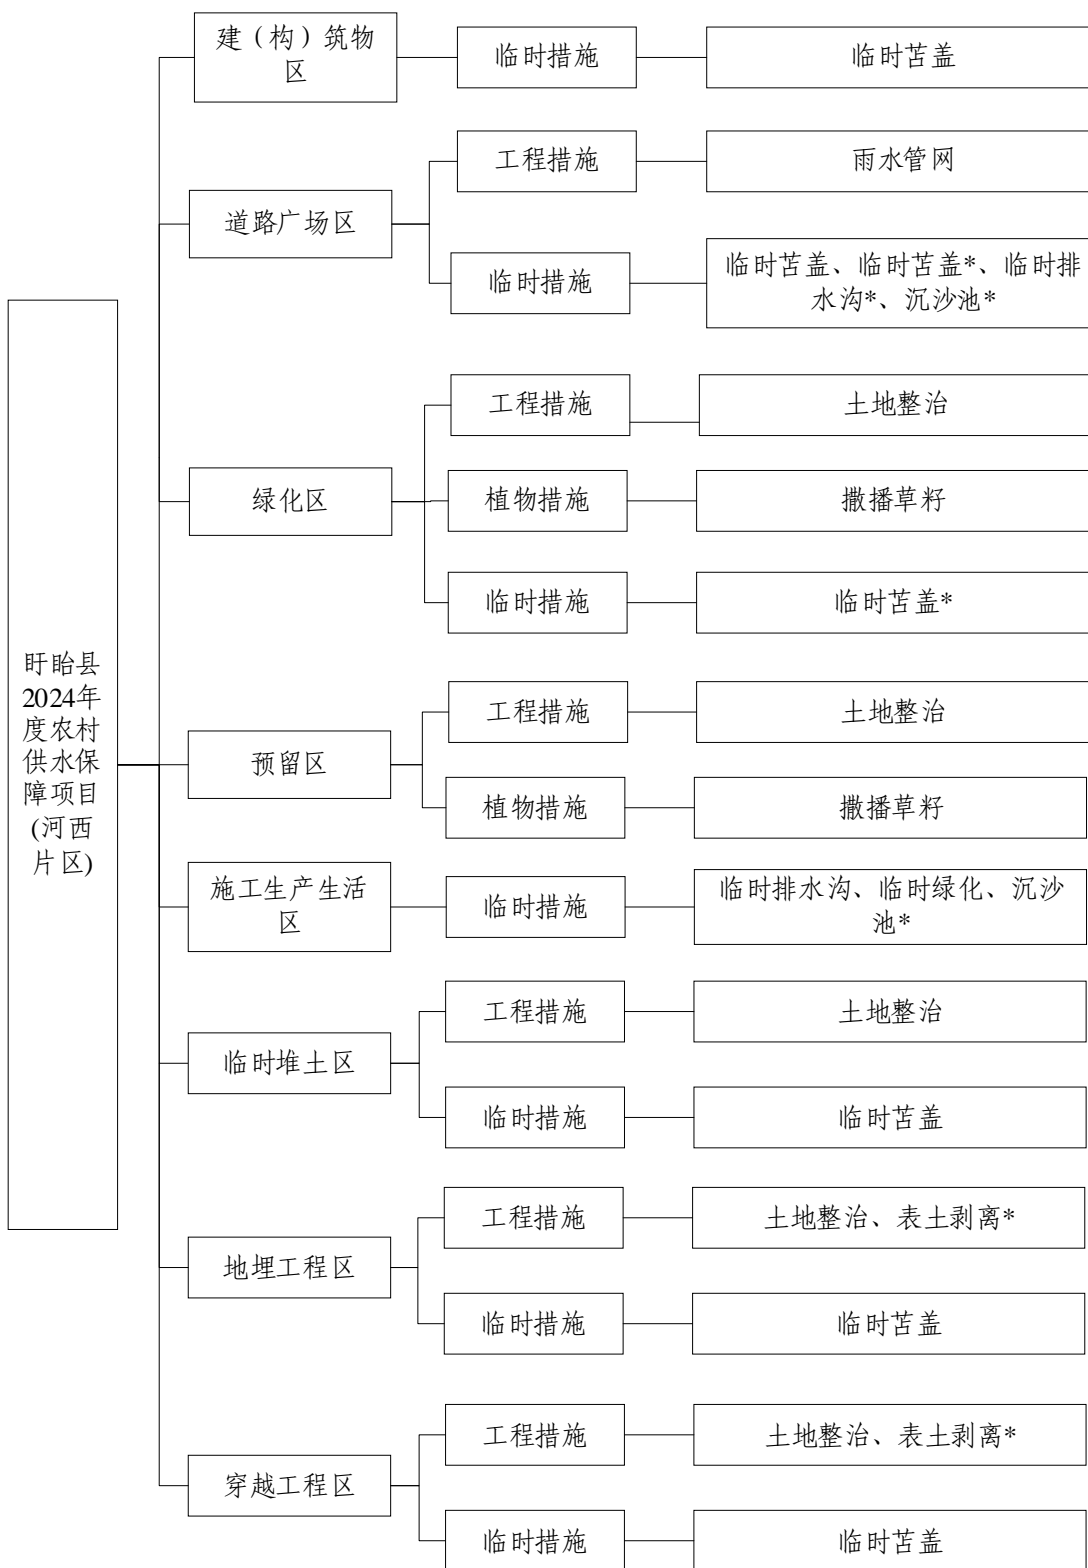 建（构）筑物
区
临时措施
临时苫盖
道路广场区
工程措施
雨水管网
临时措施
临时苫盖、临时苫盖*、临时排
水沟*、沉沙池*
绿化区
工程措施
土地整治
植物措施
撒播草籽
临时措施
临时苫盖*
盱眙县
2024年
度农村
供水保
障项目
(河西
片区)
预留区
工程措施
土地整治
植物措施
撒播草籽
施工生产生活
区
临时措施
临时排水沟、临时绿化、沉沙
池*
临时堆土区
工程措施
土地整治
临时措施
临时苫盖
地埋工程区
工程措施
土地整治、表土剥离*
临时措施
临时苫盖
穿越工程区
工程措施
土地整治、表土剥离*
临时措施
临时苫盖